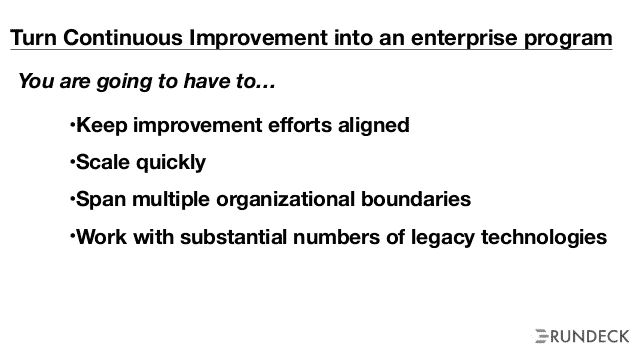 Turn Continuous Improvement into an enterprise program
You are going to have to…
•Keep improvement efforts aligned
•Scale quickly
•Span multiple organizational boundaries
•Work with substantial numbers of legacy technologies
RUNDECK